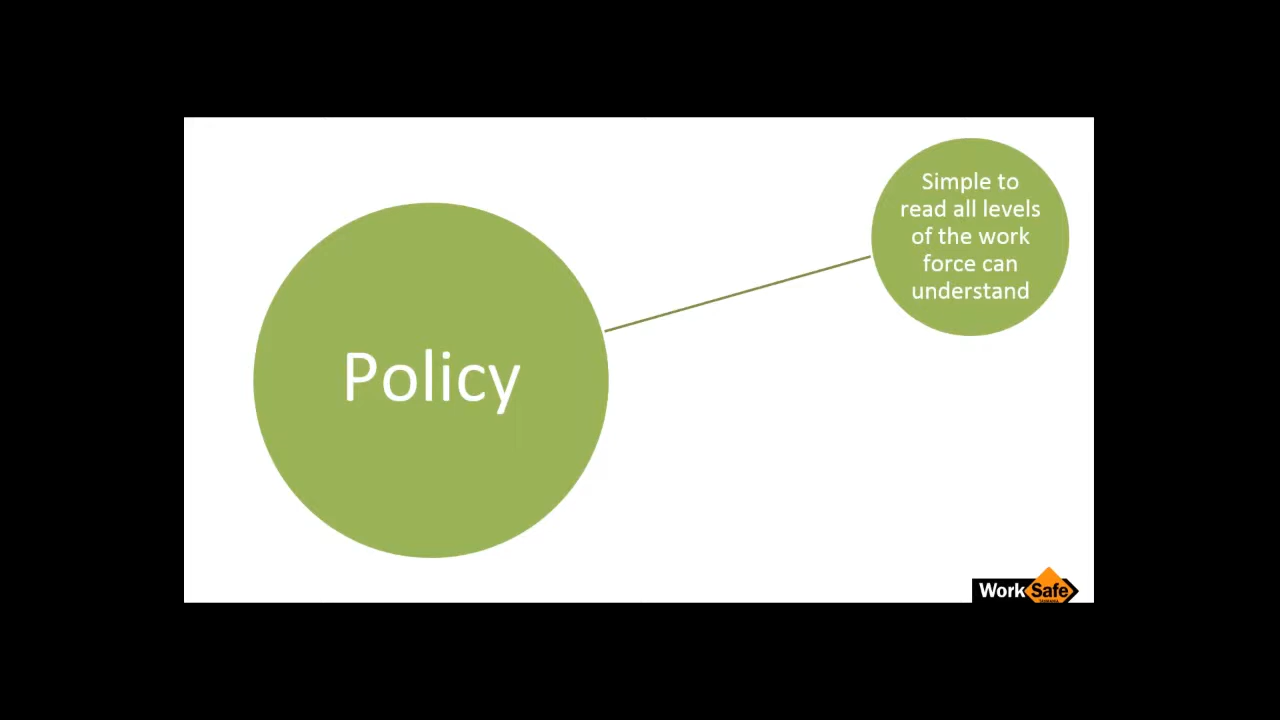 Simple to
read all levels
of the work
force can
understand
Policy
WorkSafe